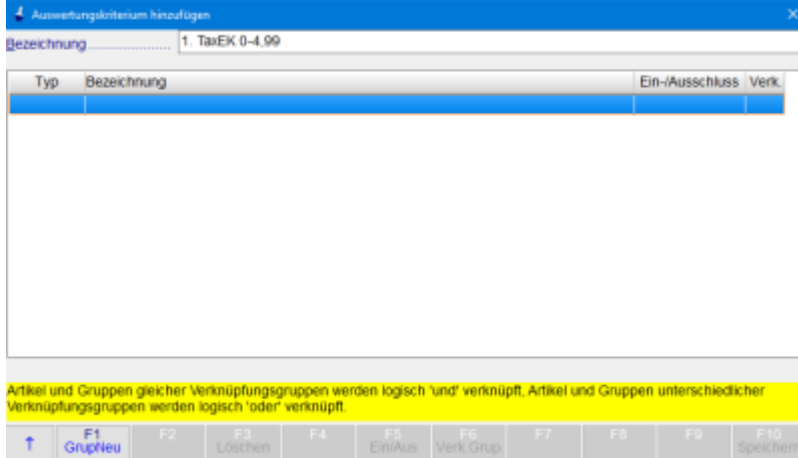 Auswertungskriterium hinzufügen
Bezeichnung 1. TaxEK 0-4,99
Typ Bezeichnung Ein-/Ausschluss Verk.
Artikel und Gruppen gleicher Verknüpfungsgruppen werden logisch 'und' verknüpft, Artikel und Gruppen unterschiedlicher
Verknüpfungsgruppen werden logisch 'oder' verknüpft.
F1 F2 F3 F4 F5 F6 F7 F8 F9 F10
GrupNeu Löschen Ein/Aus Verk.Grup Speichern